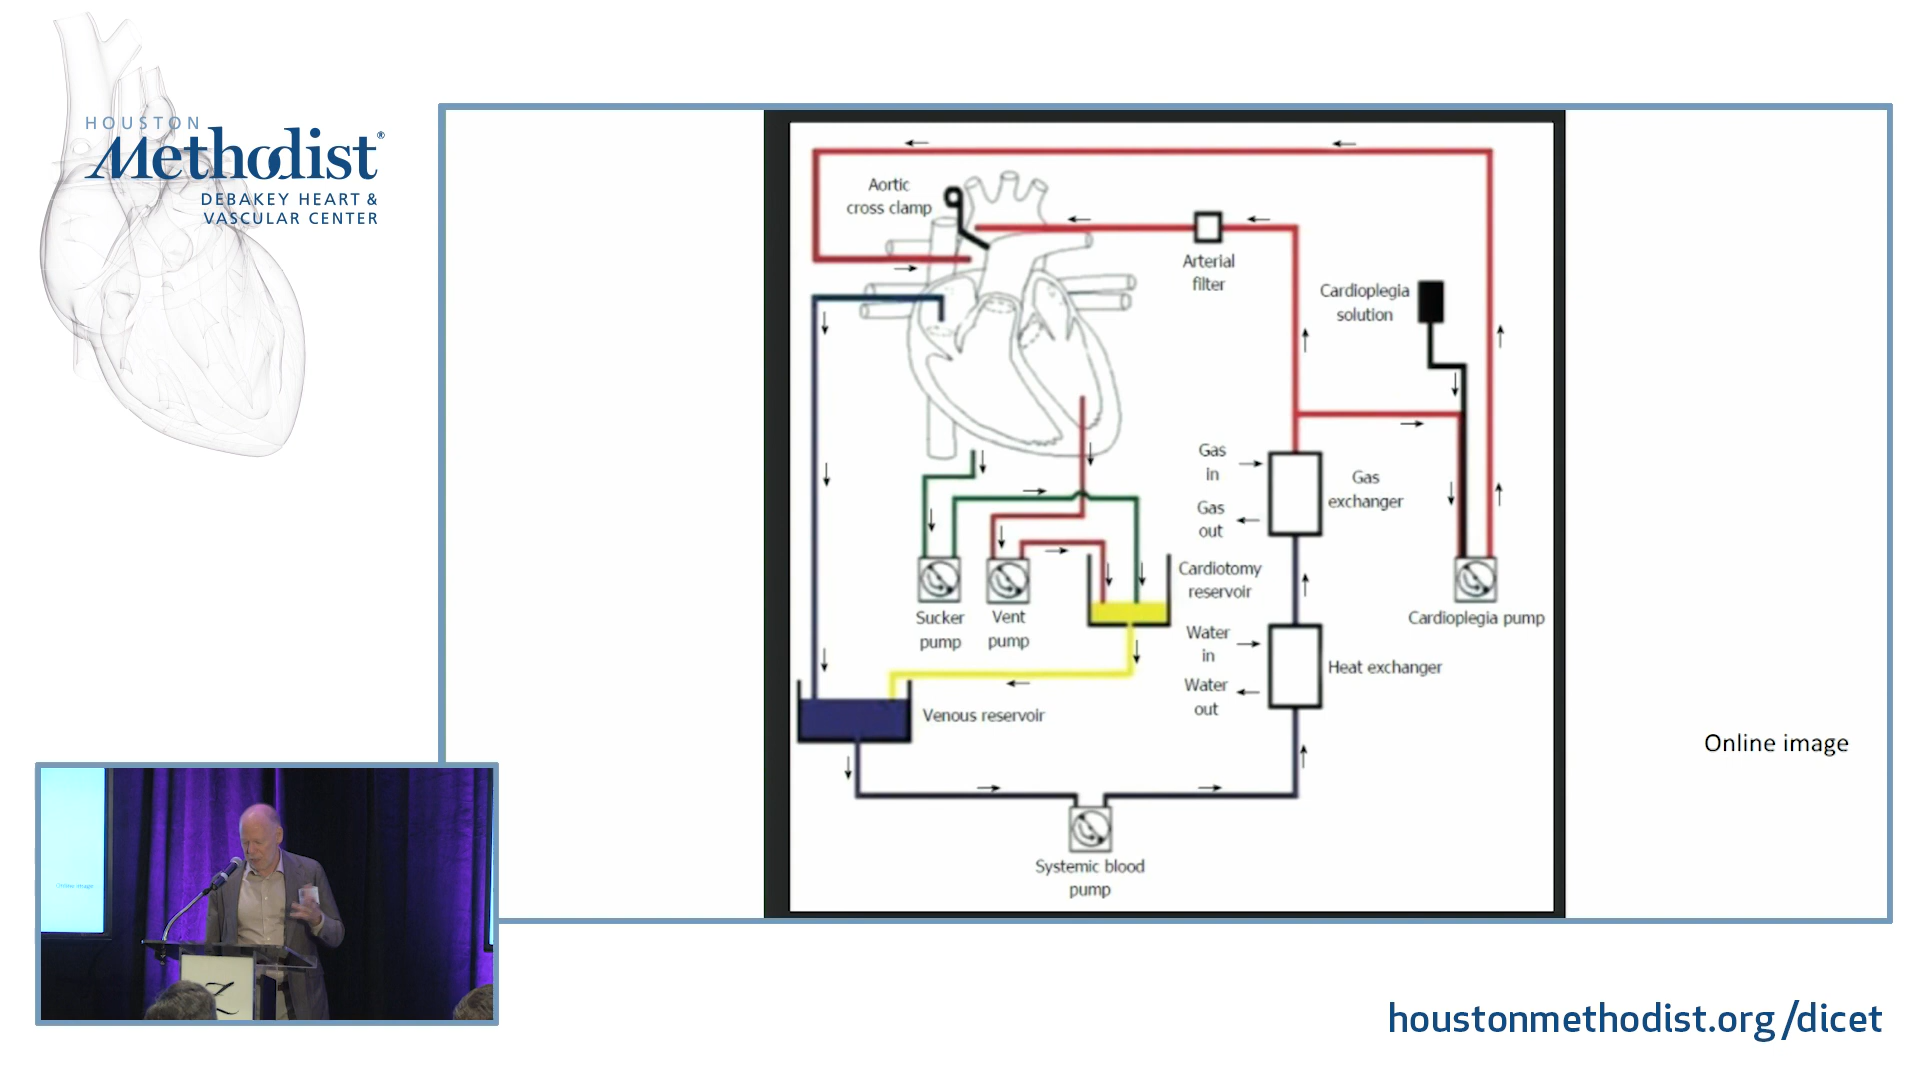 HOUSTON
Methodist®
DEBAKEY HEART &
VASCULAR CENTER
Aortic
cross clamp
Arterial
filter
Cardioplegia
solution
Gas
in
Gas
exchanger
Gas
out
Cardiotomy
reservoir
Sucker
pump
Vent
pump
Cardioplegia pump
Water
in
Heat exchanger
Water
out
Venous reservoir
Online image
Systemic blood
pump
Online image
houstonmethodist.org/dicet